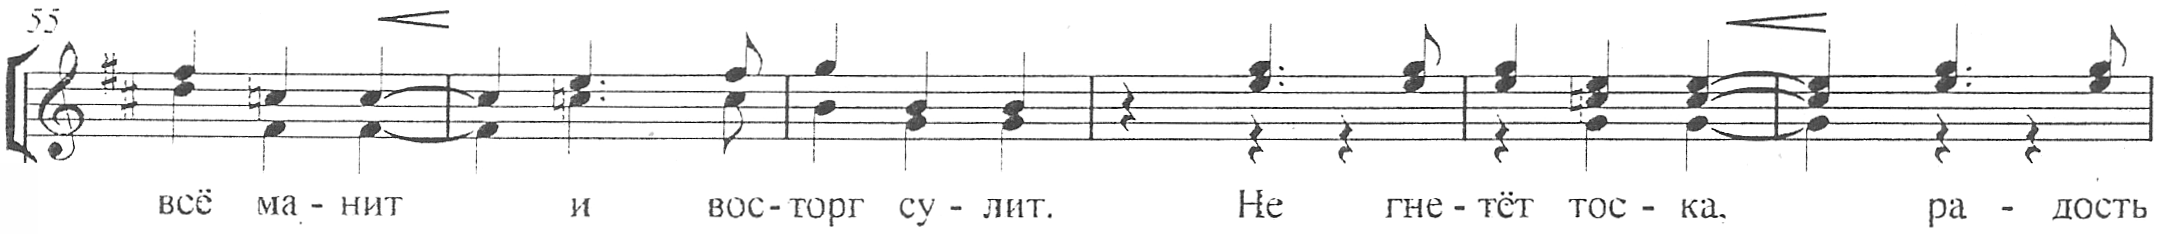 55
всё ма - нит и вос - торг су - лит. Не гне - тёт тос - ка, ра - дость